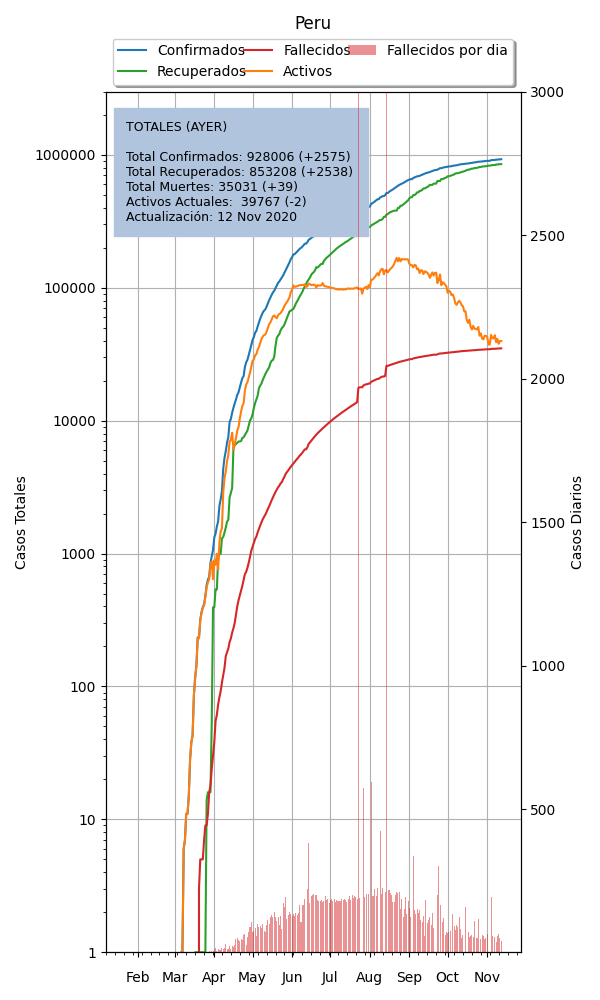 Peru
Confirmados Fallecidos Fallecidos por dia
Recuperados Activos
TOTALES (AYER)
Total Confirmados: 928006 (+2575)
Total Recuperados: 853208 (+2538)
Total Muertes: 35031 (+39)
Activos Actuales:  39767 (-2)
Actualización: 12 Nov 2020
Casos Totales
1000000
100000
10000
1000
100
10
1
3000
2500
2000
1500
1000
500
Casos Diarios
Feb Mar Apr May Jun Jul Aug Sep Oct Nov